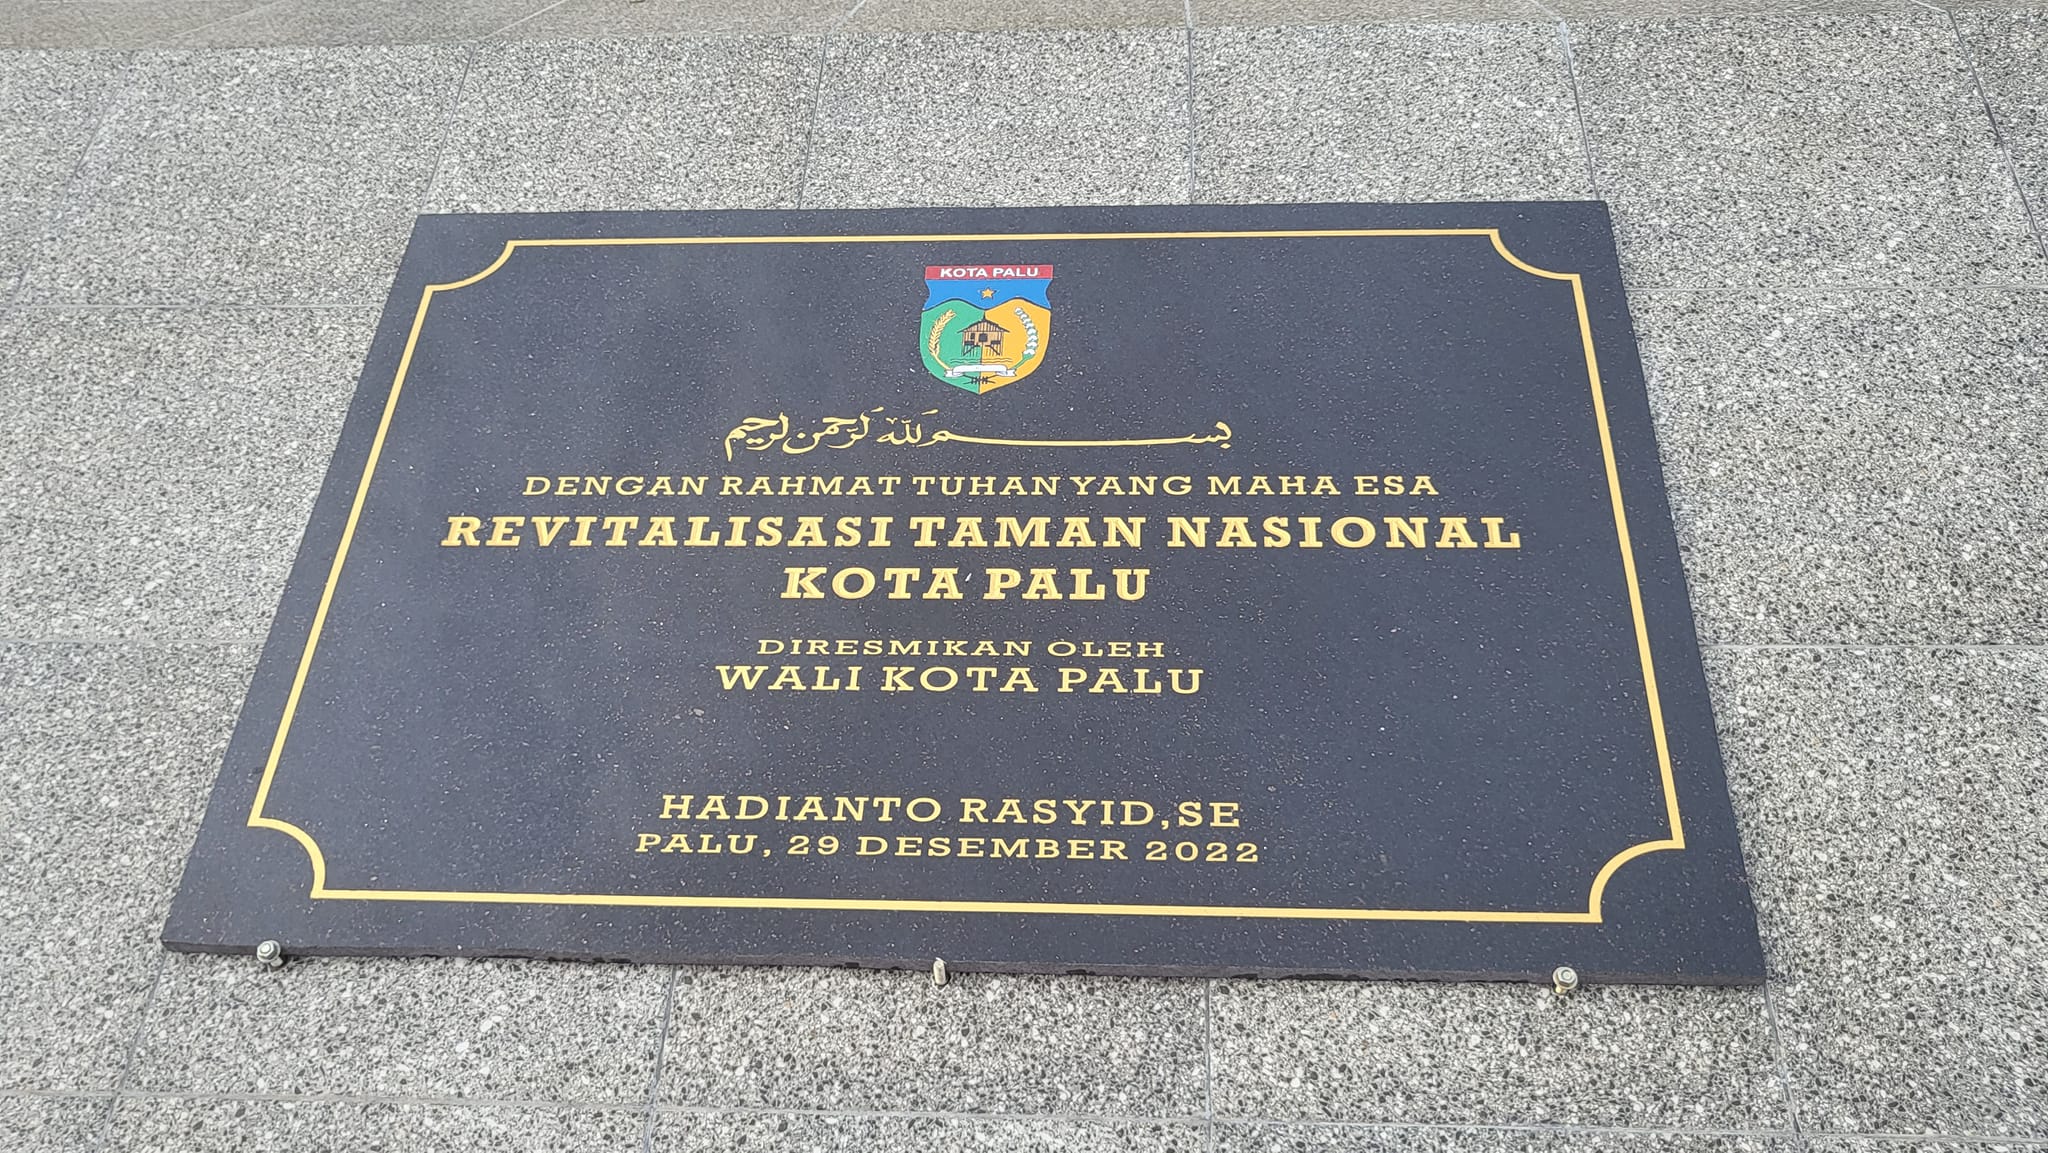 KOTA PALU
بسم الله الرحمن الرحيم
DENGAN RAHMAT TUHAN YANG MAHA ESA
REVITALISASI TAMAN NASIONAL
KOTA PALU
DIRESMIKAN OLEH
WALI KOTA PALU
HADIANTO RASYID,SE
PALU, 29 DESEMBER 2022